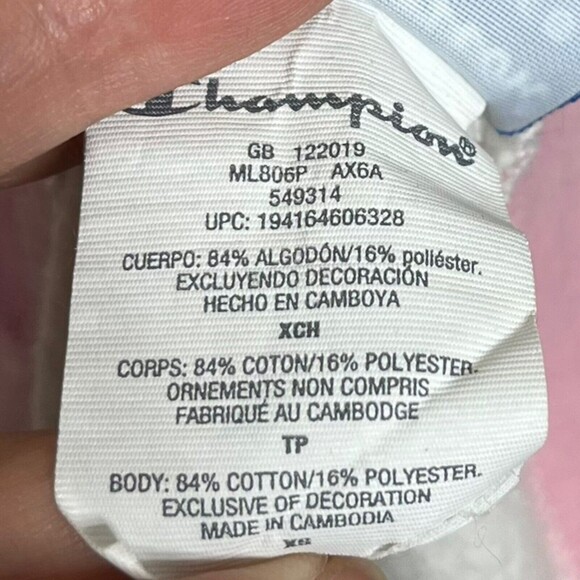 Champion®
GB 122019
ML806P AX6A
549314
UPC: 194164606328
CUERPO: 84% ALGODÓN/16% poliéster.
EXCLUYENDO DECORACIÓN
HECHO EN CAMBOYA
XCH
CORPS: 84% COTON/16% POLYESTER.
ORNEMENTS NON COMPRIS
FABRIQUÉ AU CAMBODGE
TP
BODY: 84% COTTON/16% POLYESTER.
EXCLUSIVE OF DECORATION
MADE IN CAMBODIA
XS